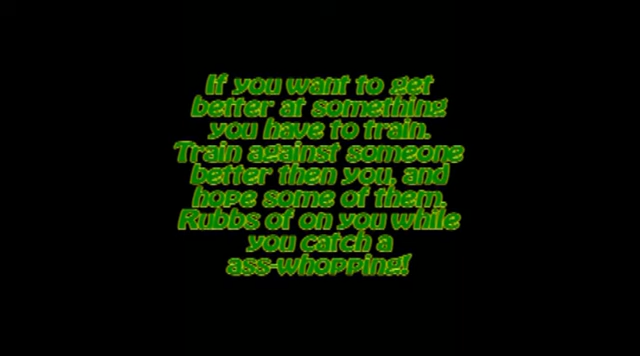 If you want to get
better at something
you have to train.
Train against someone
better then you, and
hope some of them.
Rubbs of on you while
you catch a
ass-whopping!